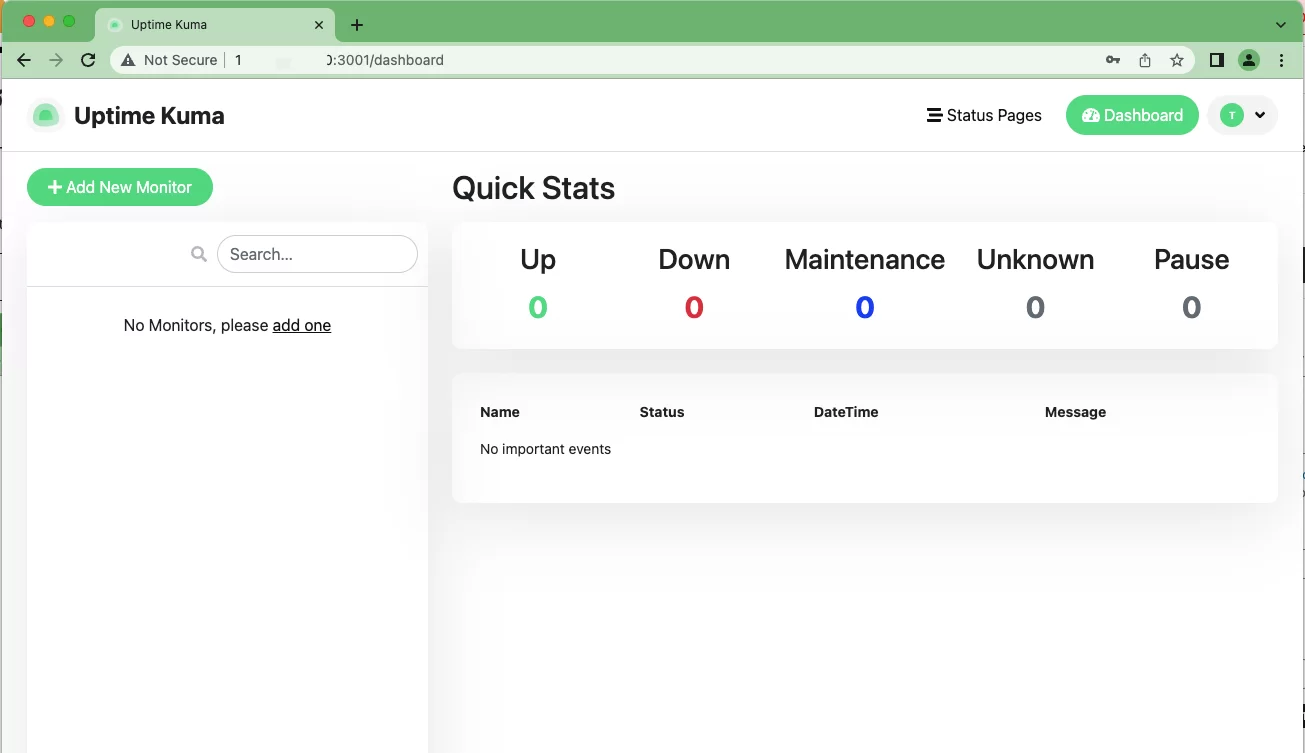 Uptime Kuma
Not Secure 1 0:3001/dashboard
Uptime Kuma
Status Pages Dashboard T
Add New Monitor
Search...
No Monitors, please add one
Quick Stats
Up Down Maintenance Unknown Pause
0 0 0 0 0
Name Status DateTime Message
No important events